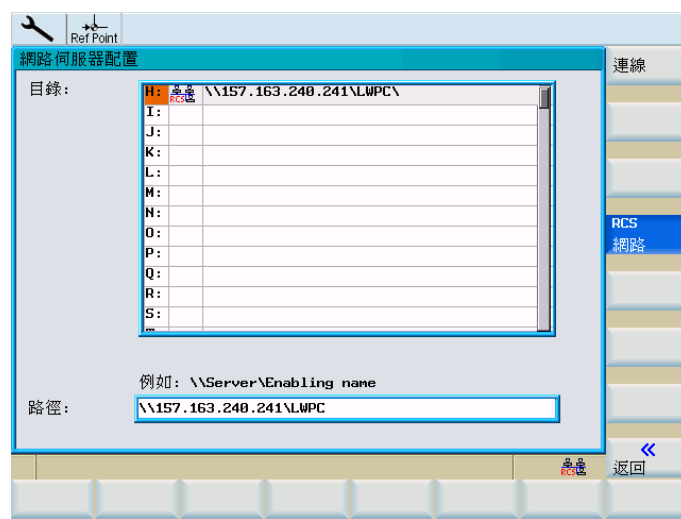 Ref Point
網路伺服器配置
連線
目錄:
H: RCS \\157.163.240.241\LWPC\
I:
J:
K:
L:
M:
N:
O:
P:
Q:
R:
S:
RCS
網路
例如: \\Server\Enabling name
路徑:
\\157.163.240.241\LWPC
RCS
«
返回